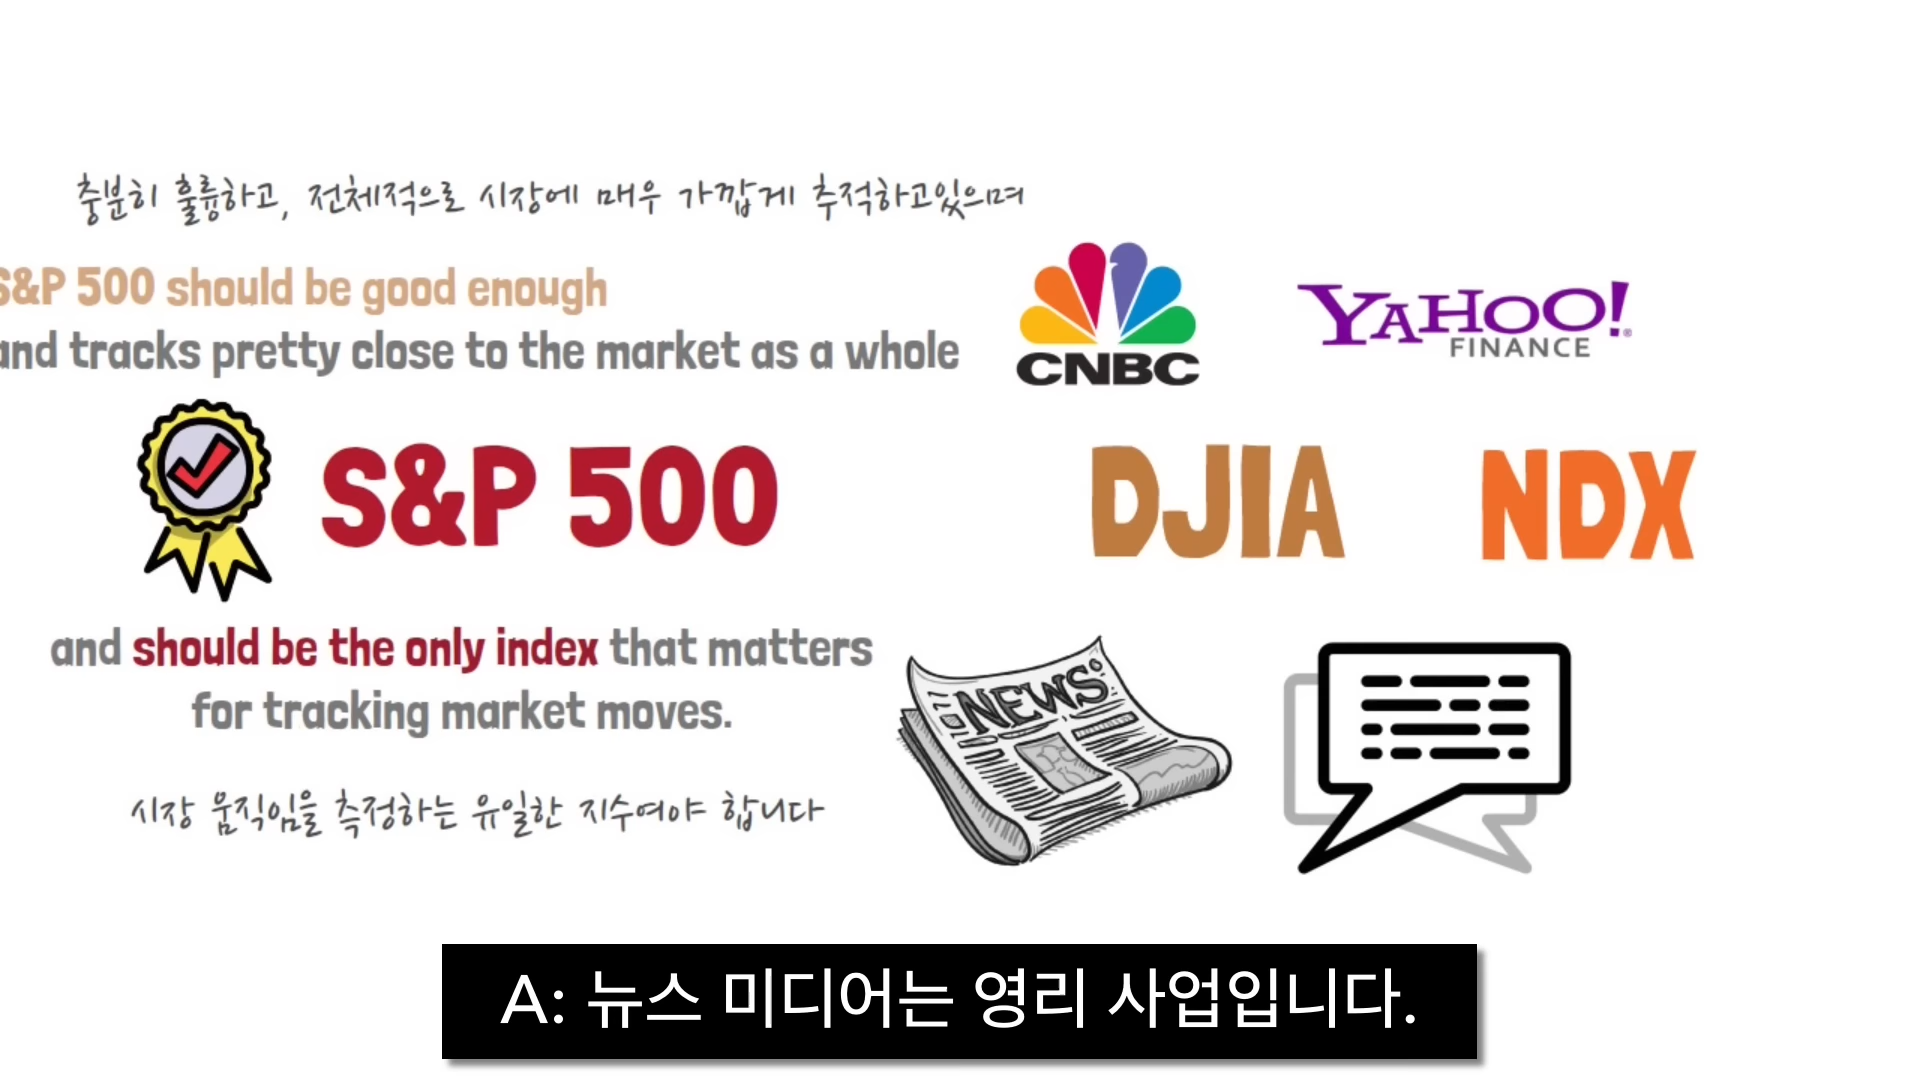 충분히 훌륭하고, 전체적으로 시장에 매우 가깝게 추적하고있으며
S&P 500 should be good enough
and tracks pretty close to the market as a whole
CNBC
YAHOO!
FINANCE
S&P 500
DJIA
NDX
and should be the only index that matters
for tracking market moves.
NEWS
시장 움직임을 측정하는 유일한 지수여야 합니다
A: 뉴스 미디어는 영리 사업입니다.